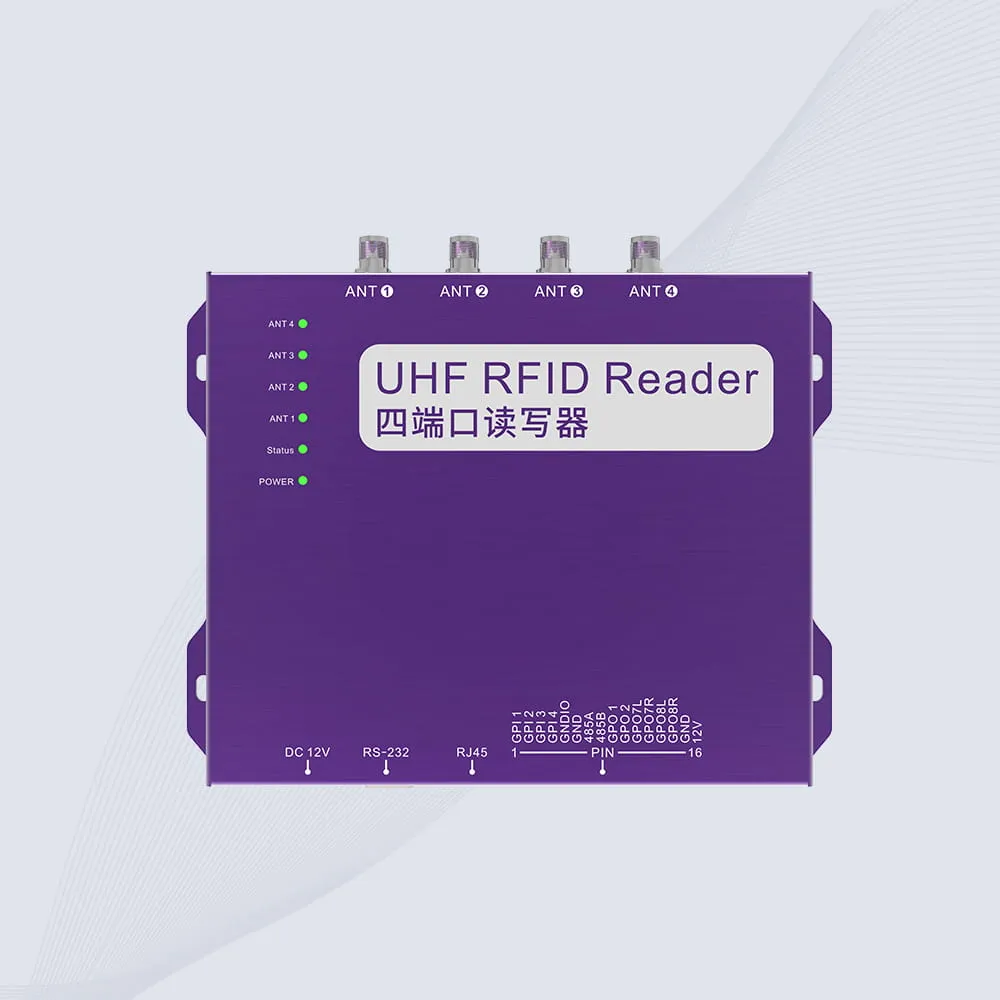 ANT 1 ANT 2 ANT 3 ANT 4
ANT 4
ANT 3
ANT 2
ANT 1
Status
POWER
UHF RFID Reader
四端口读写器
DC 12V
RS-232
RJ45
GPI 1
GPI 2
GPI 3
GPI 4
GNDIO
GND
485A
485B
GPO 1
GPO 2
GPO7L
GPO7R
GPO8L
GPO8R
GND
12V
1 PIN 16